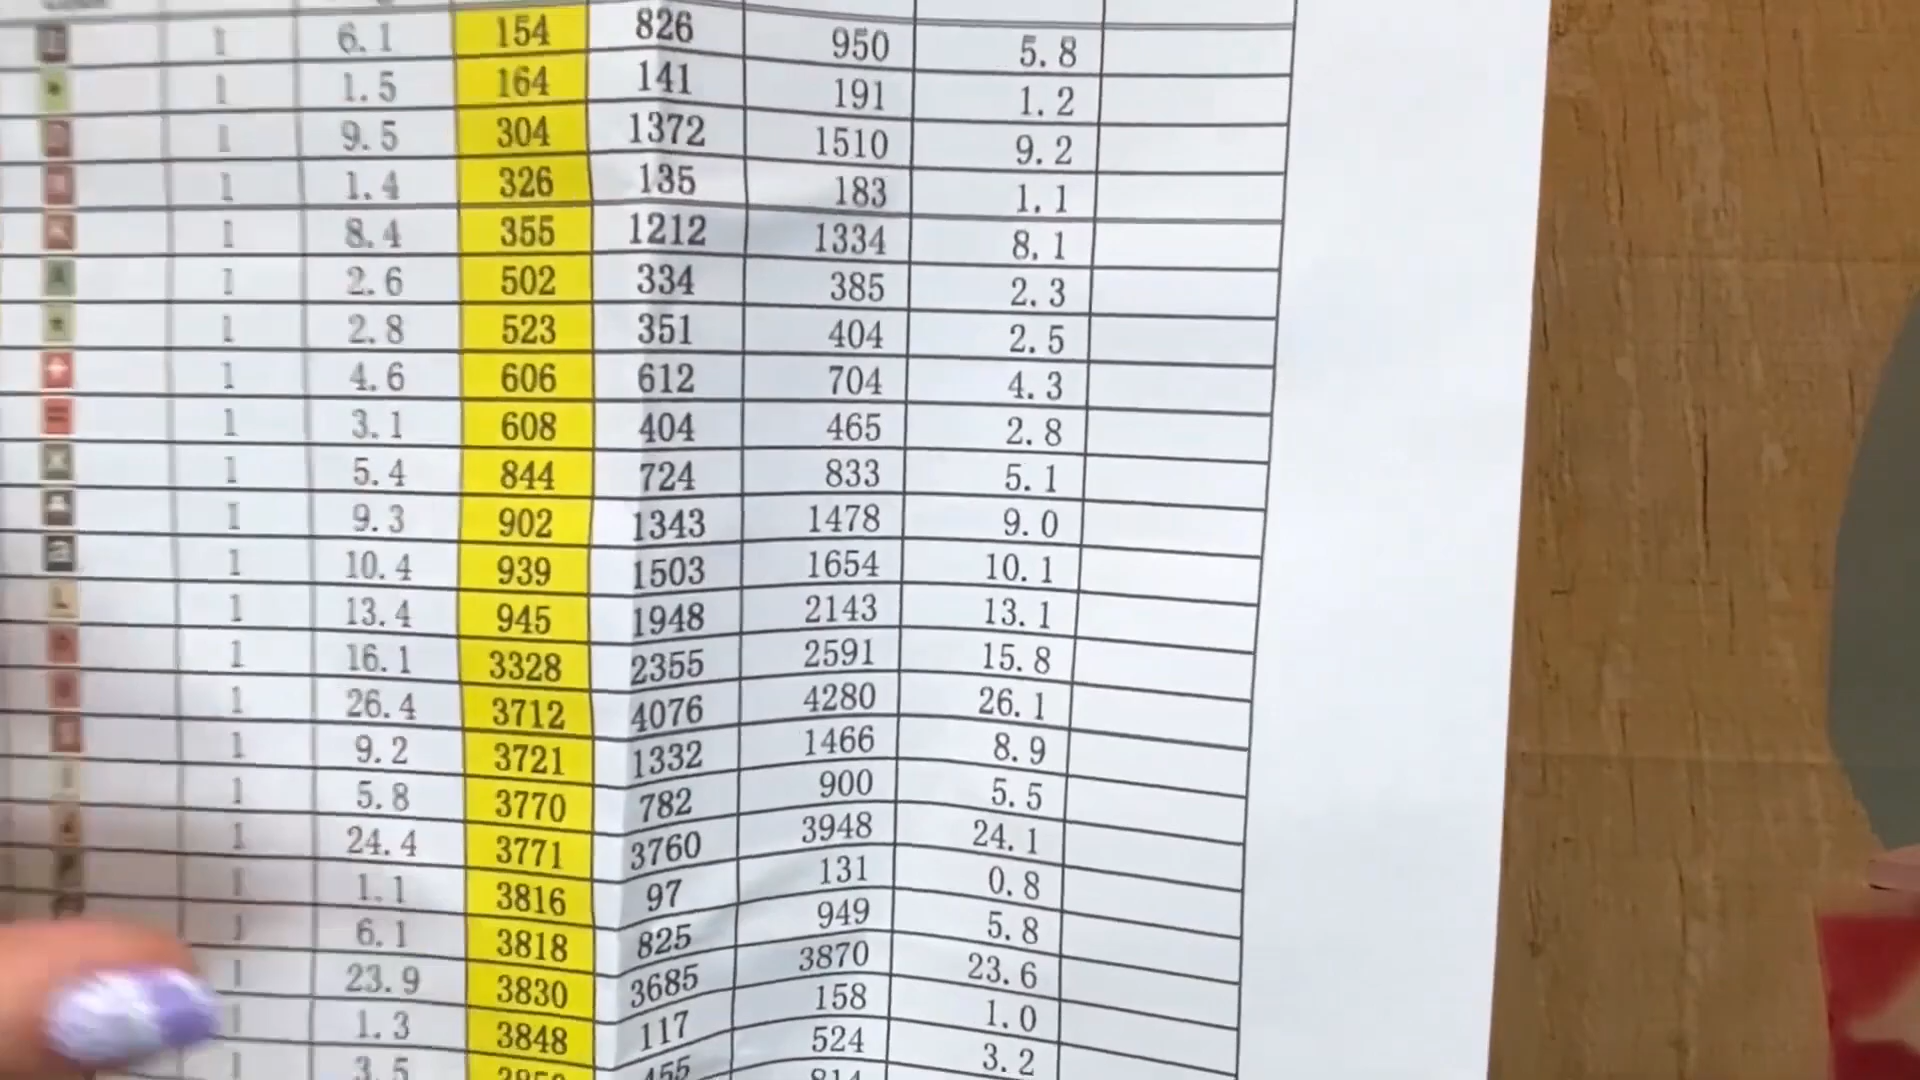 1 6.1 154 826 950 5.8
1 1.5 164 141 191 1.2
1 9.5 304 1372 1510 9.2
1 1.4 326 135 183 1.1
1 8.4 355 1212 1334 8.1
1 2.6 502 334 385 2.3
1 2.8 523 351 404 2.5
1 4.6 606 612 704 4.3
1 3.1 608 404 465 2.8
1 5.4 844 724 833 5.1
1 9.3 902 1343 1478 9.0
a 1 10.4 939 1503 1654 10.1
L 1 13.4 945 1948 2143 13.1
1 16.1 3328 2355 2591 15.8
1 26.4 3712 4076 4280 26.1
1 9.2 3721 1332 1466 8.9
1 5.8 3770 782 900 5.5
1 24.4 3771 3760 3948 24.1
1 1.1 3816 97 131 0.8
1 6.1 3818 825 949 5.8
1 23.9 3830 3685 3870 23.6
1 1.3 3848 117 158 1.0
1 3.5 455 524 3.2
814